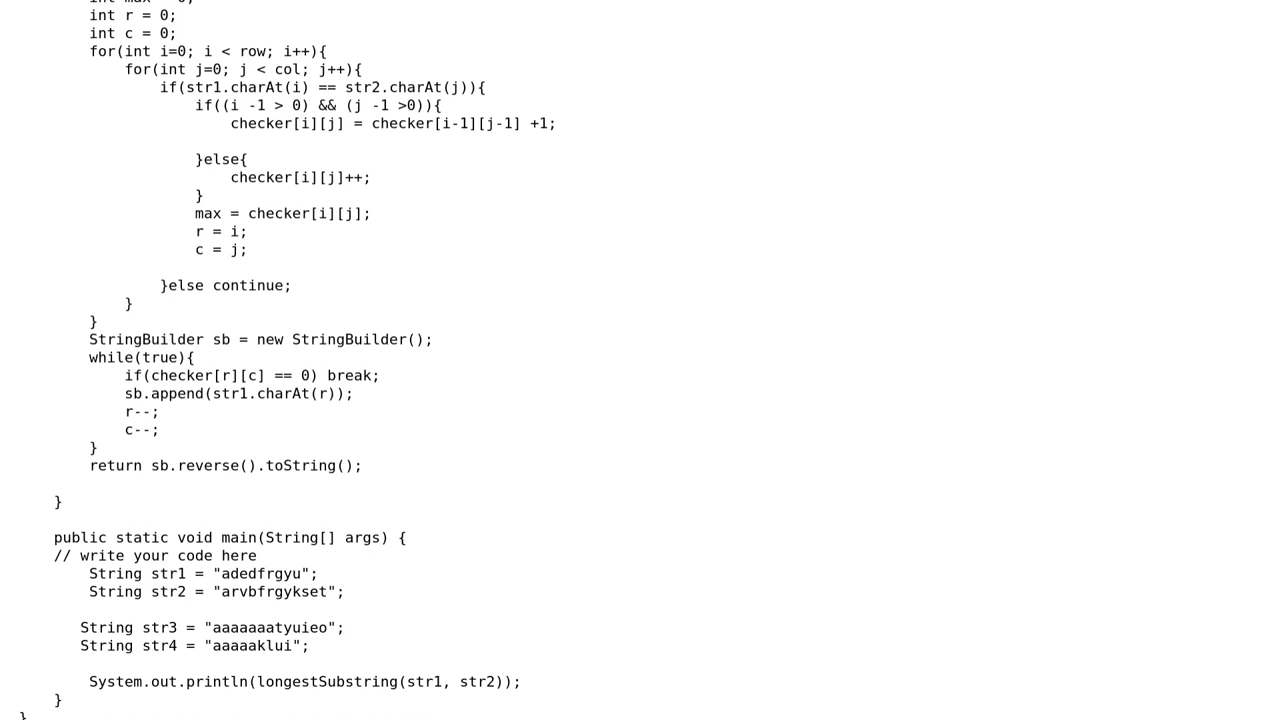 int max = 0;
int r = 0;
int c = 0;
for(int i=0; i < row; i++){
for(int j=0; j < col; j++){
if(str1.charAt(i) == str2.charAt(j)){
if((i -1 > 0) && (j -1 >0)){
checker[i][j] = checker[i-1][j-1] +1;
}else{
checker[i][j]++;
}
max = checker[i][j];
r = i;
c = j;
}else continue;
}
}
StringBuilder sb = new StringBuilder();
while(true){
if(checker[r][c] == 0) break;
sb.append(str1.charAt(r));
r--;
c--;
}
return sb.reverse().toString();
}
public static void main(String[] args) {
// write your code here
String str1 = "adedfrgyu";
String str2 = "arvbfrgykset";
String str3 = "aaaaaaatyuieo";
String str4 = "aaaaaklui";
System.out.println(longestSubstring(str1, str2));
}
}